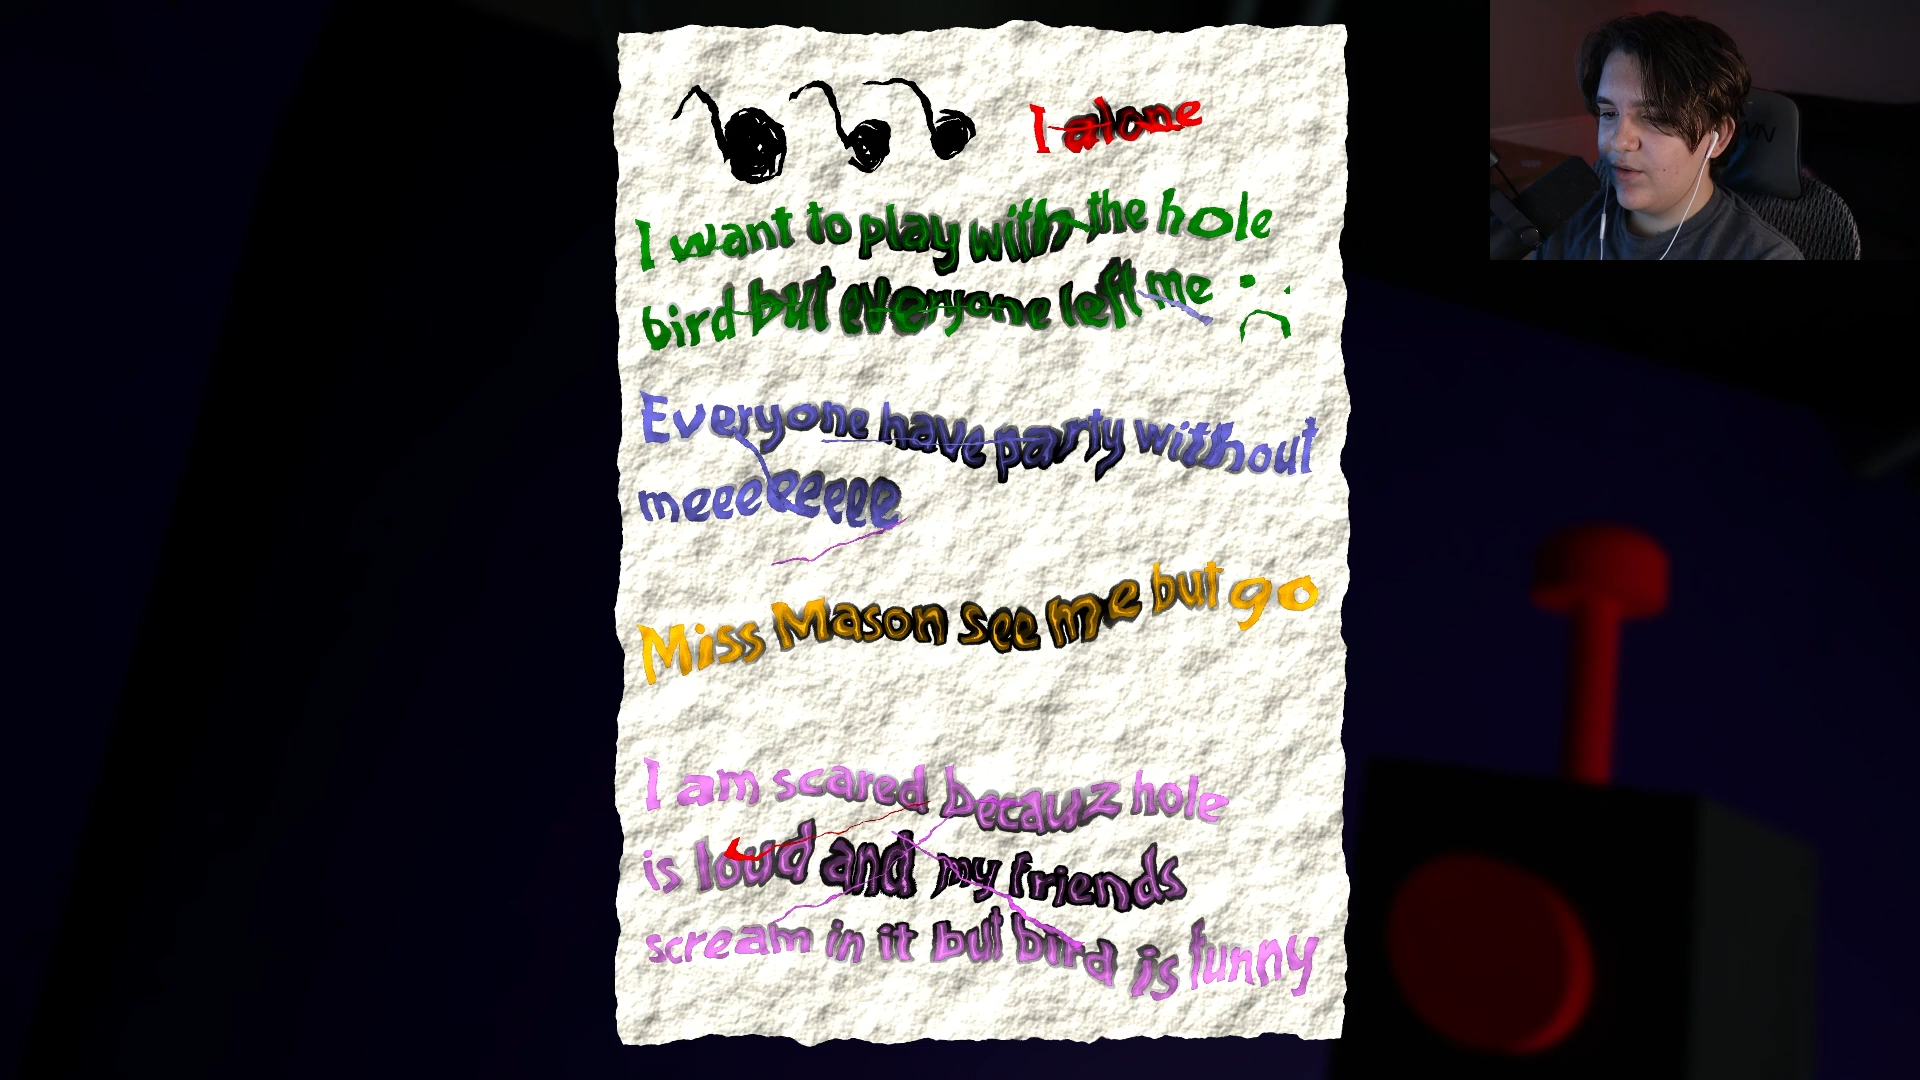 I alone
I want to play with the hole
bird but everyone left me :(
Everyone have party without
meeeeeeee
Miss Mason see me but go
I am scared becauz hole
is loud and my friends
scream in it but bird is funny